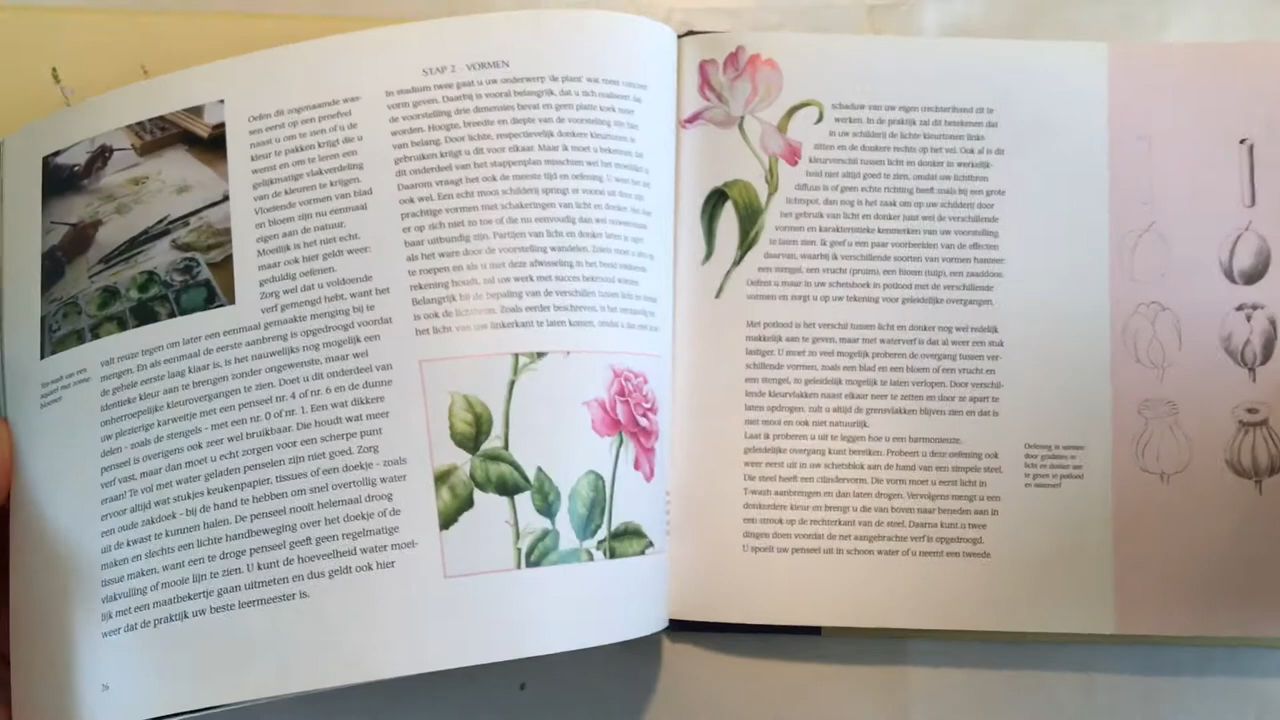 Oefen dit zogenaamde was-
sen eerst op een proefvel
naast u om te zien of u de
kleur te pakken krijgt die u
wenst en om te leren een
gelijkmatige vlakverdeling
van de kleuren te krijgen.
Vloeiende vormen van blad
en bloem zijn nu eenmaal
eigen aan de natuur.
Moeilijk is het niet echt,
maar ook hier geldt weer:
geduldig oefenen.
Zorg wel dat u voldoende
verf gemengd hebt, want het
valt reuze tegen om later een eenmaal gemaakte menging bij te
mengen. En als eenmaal de eerste aanbreng is opgedroogd voordat
de gehele eerste laag klaar is, is het nauwelijks nog mogelijk een
identieke kleur aan te brengen zonder ongewenste, maar wel
onherroepelijke kleurovergangen te zien. Doet u dit onderdeel van
uw plezierige karweitje met een penseel nr. 4 of nr. 6 en de dunne
delen - zoals de stengels - met een nr. 0 of nr. 1. Een wat dikkere
penseel is overigens ook zeer wel bruikbaar. Die houdt wat meer
verf vast, maar dan moet u echt zorgen voor een scherpe punt
eraan! Te vol met water geladen penselen zijn niet goed. Zorg
ervoor altijd wat stukjes keukenpapier, tissues of een doekje - zoals
een oude zakdoek - bij de hand te hebben om snel overtollig water
uit de kwast te kunnen halen. De penseel nooit helemaal droog
maken en slechts een lichte handbeweging over het doekje of de
tissue maken, want een te droge penseel geeft geen regelmatige
vlakvulling of mooie lijn te zien. U kunt de hoeveelheid water moei-
lijk met een maatbekertje gaan uitmeten en dus geldt ook hier
weer dat de praktijk uw beste leermeester is.
26
STAP 2 - VORMEN
In stadium twee gaat u uw onderwerp 'de plant' wat meer
vorm geven. Daarbij is vooral belangrijk, dat u zich realiseert dat
de voorstelling drie dimensies bevat en geen platte koek moet
worden. Hoogte, breedte en diepte van de voorstelling zijn hier
van belang. Door lichte, respectievelijk donkere kleurtonen te
gebruiken krijgt u dit voor elkaar. Maar ik moet u bekennen dat
dit onderdeel van het stappenplan misschien wel het moeilijkst is
Daarom vraagt het ook de meeste tijd en oefening. U went het
ook wel. Een echt mooi schilderij springt er vooral uit door zijn
prachtige vormen met schakeringen van licht en donker.
er op zich niet zo toe of die nu eenvoudig dan wel
baar uitbundig zijn. Partijen van licht en donker laten
als het ware door de voorstelling wandelen. Zoiets moet u
te roepen en als u met deze afwisseling in het beeld
rekening houdt, zal uw werk met succes bekroond worden.
Belangrijk bij de bepaling van de verschillen tussen licht en
is ook de lichtbron. Zoals eerder beschreven, is het verstandig
het licht van uw linkerkant te laten komen, omdat u dan niet
schaduw van uw eigen (rechter)hand zit te
werken. In de praktijk zal dit betekenen dat
in uw schilderij de lichte kleurtonen links
zitten en de donkere rechts op het vel. Ook al is dit
kleurverschil tussen licht en donker in werkelijk-
heid niet altijd goed te zien, omdat uw lichtbron
diffuus is of geen echte richting heeft zoals bij een grote
lichtspot, dan nog is het zaak om op uw schilderij door
het gebruik van licht en donker juist wel de verschillende
vormen en karakteristieke kenmerken van uw voorstelling
te laten zien. Ik geef u een paar voorbeelden van de effecten
daarvan, waarbij ik verschillende soorten van vormen hanteer:
een stengel, een vrucht (pruim), een bloem (tulp), een zaaddoos.
Oefent u maar in uw schetsboek in potlood met de verschillende
vormen en zorgt u op uw tekening voor geleidelijke overgangen.
Met potlood is het verschil tussen licht en donker nog wel redelijk
makkelijk aan te geven, maar met waterverf is dat al weer een stuk
lastiger. U moet zo veel mogelijk proberen de overgang tussen ver-
schillende vormen, zoals een blad en een bloem of een vrucht en
een stengel, zo geleidelijk mogelijk te laten verlopen. Door verschil-
lende kleurvlakken naast elkaar neer te zetten en door ze apart te
laten opdrogen, zult u altijd de grensvlakken blijven zien en dat is
niet mooi en ook niet natuurlijk.
Laat ik proberen u uit te leggen hoe u een harmonieuze,
geleidelijke overgang kunt bereiken. Probeert u deze oefening ook
weer eerst uit in uw schetsblok aan de hand van een simpele steel.
Die steel heeft een cilindervorm. Die vorm moet u eerst licht in
T-wash aanbrengen en dan laten drogen. Vervolgens mengt u een
donkerdere kleur en brengt u die van boven naar beneden aan in
een strook op de rechterkant van de steel. Daarna kunt u twee
dingen doen voordat de net aangebrachte verf is opgedroogd.
U spoelt uw penseel uit in schoon water of u neemt een tweede
Oefening in vormen
door gradaties in
licht en donker aan
te geven in potlood
en waterverf